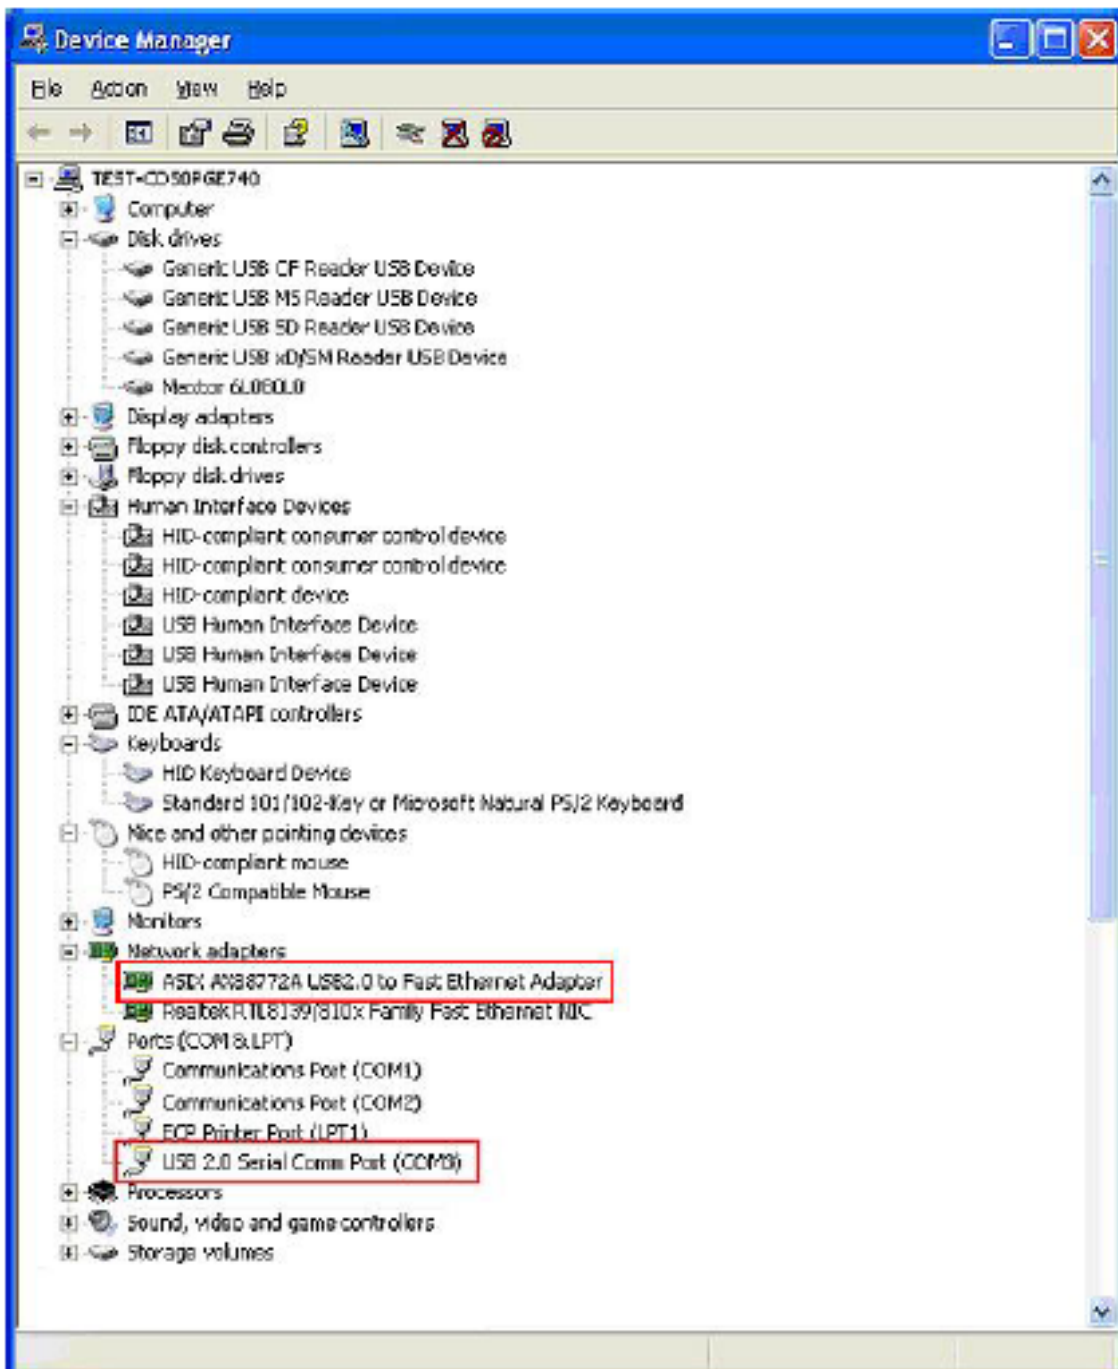 Device Manager
File Action View Help
TEST-CD50PGE740
Computer
Disk drives
Generic USB CF Reader USB Device
Generic USB MS Reader USB Device
Generic USB SD Reader USB Device
Generic USB xD/SM Reader USB Device
Maxtor 6L080L0
Display adapters
Floppy disk controllers
Floppy disk drives
Human Interface Devices
HID-compliant consumer control device
HID-compliant consumer control device
HID-compliant device
USB Human Interface Device
USB Human Interface Device
USB Human Interface Device
IDE ATA/ATAPI controllers
Keyboards
HID Keyboard Device
Standard 101/102-Key or Microsoft Natural PS/2 Keyboard
Mice and other pointing devices
HID-compliant mouse
PS/2 Compatible Mouse
Monitors
Network adapters
ASIX AX88772A USB2.0 to Fast Ethernet Adapter
Realtek RTL8139/810x Family Fast Ethernet NIC
Ports (COM & LPT)
Communications Port (COM1)
Communications Port (COM2)
ECP Printer Port (LPT1)
USB 2.0 Serial Comm Port (COM3)
Processors
Sound, video and game controllers
Storage volumes